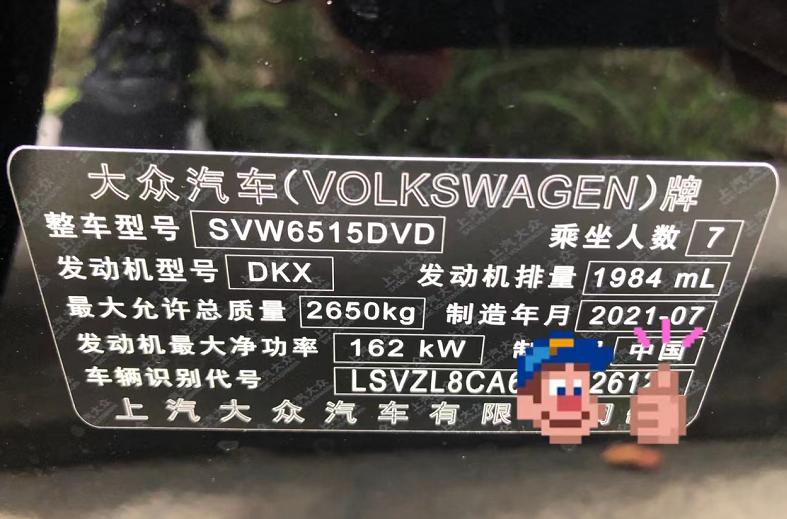 大众汽车(VOLKSWAGEN)牌
整车型号 SVW6515DVD 乘坐人数 7
发动机型号 DKX 发动机排量 1984 mL
最大允许总质量 2650kg 制造年月 2021-07
发动机最大净功率 162 kW 中国
车辆识别代号 LSVZL8CA
上汽大众汽车有限